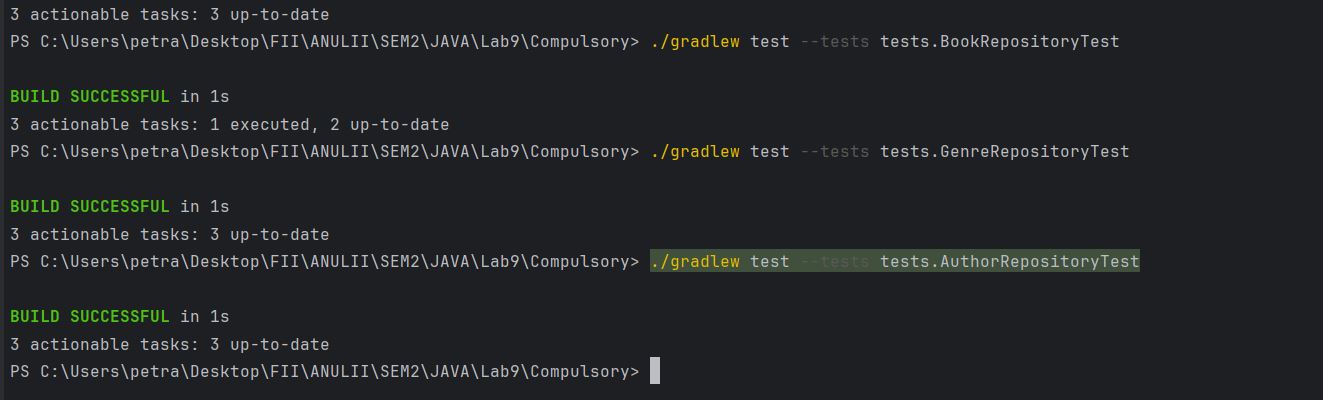 3 actionable tasks: 3 up-to-date
PS C:\Users\petra\Desktop\FII\ANULII\SEM2\JAVA\Lab9\Compulsory> ./gradlew test --tests tests.BookRepositoryTest
BUILD SUCCESSFUL in 1s
3 actionable tasks: 1 executed, 2 up-to-date
PS C:\Users\petra\Desktop\FII\ANULII\SEM2\JAVA\Lab9\Compulsory> ./gradlew test --tests tests.GenreRepositoryTest
BUILD SUCCESSFUL in 1s
3 actionable tasks: 3 up-to-date
PS C:\Users\petra\Desktop\FII\ANULII\SEM2\JAVA\Lab9\Compulsory> ./gradlew test --tests tests.AuthorRepositoryTest
BUILD SUCCESSFUL in 1s
3 actionable tasks: 3 up-to-date
PS C:\Users\petra\Desktop\FII\ANULII\SEM2\JAVA\Lab9\Compulsory>